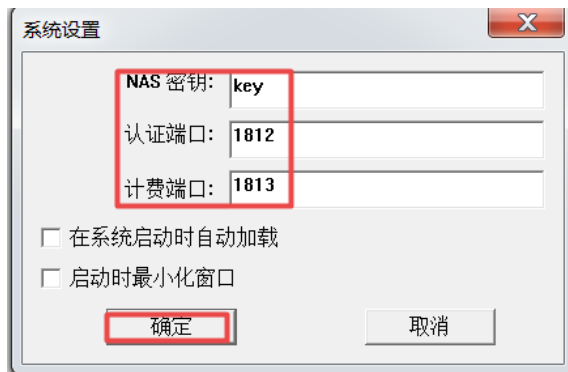 系统设置
NAS 密钥: key
认证端口: 1812
计费端口: 1813
在系统启动时自动加载
启动时最小化窗口
确定 取消